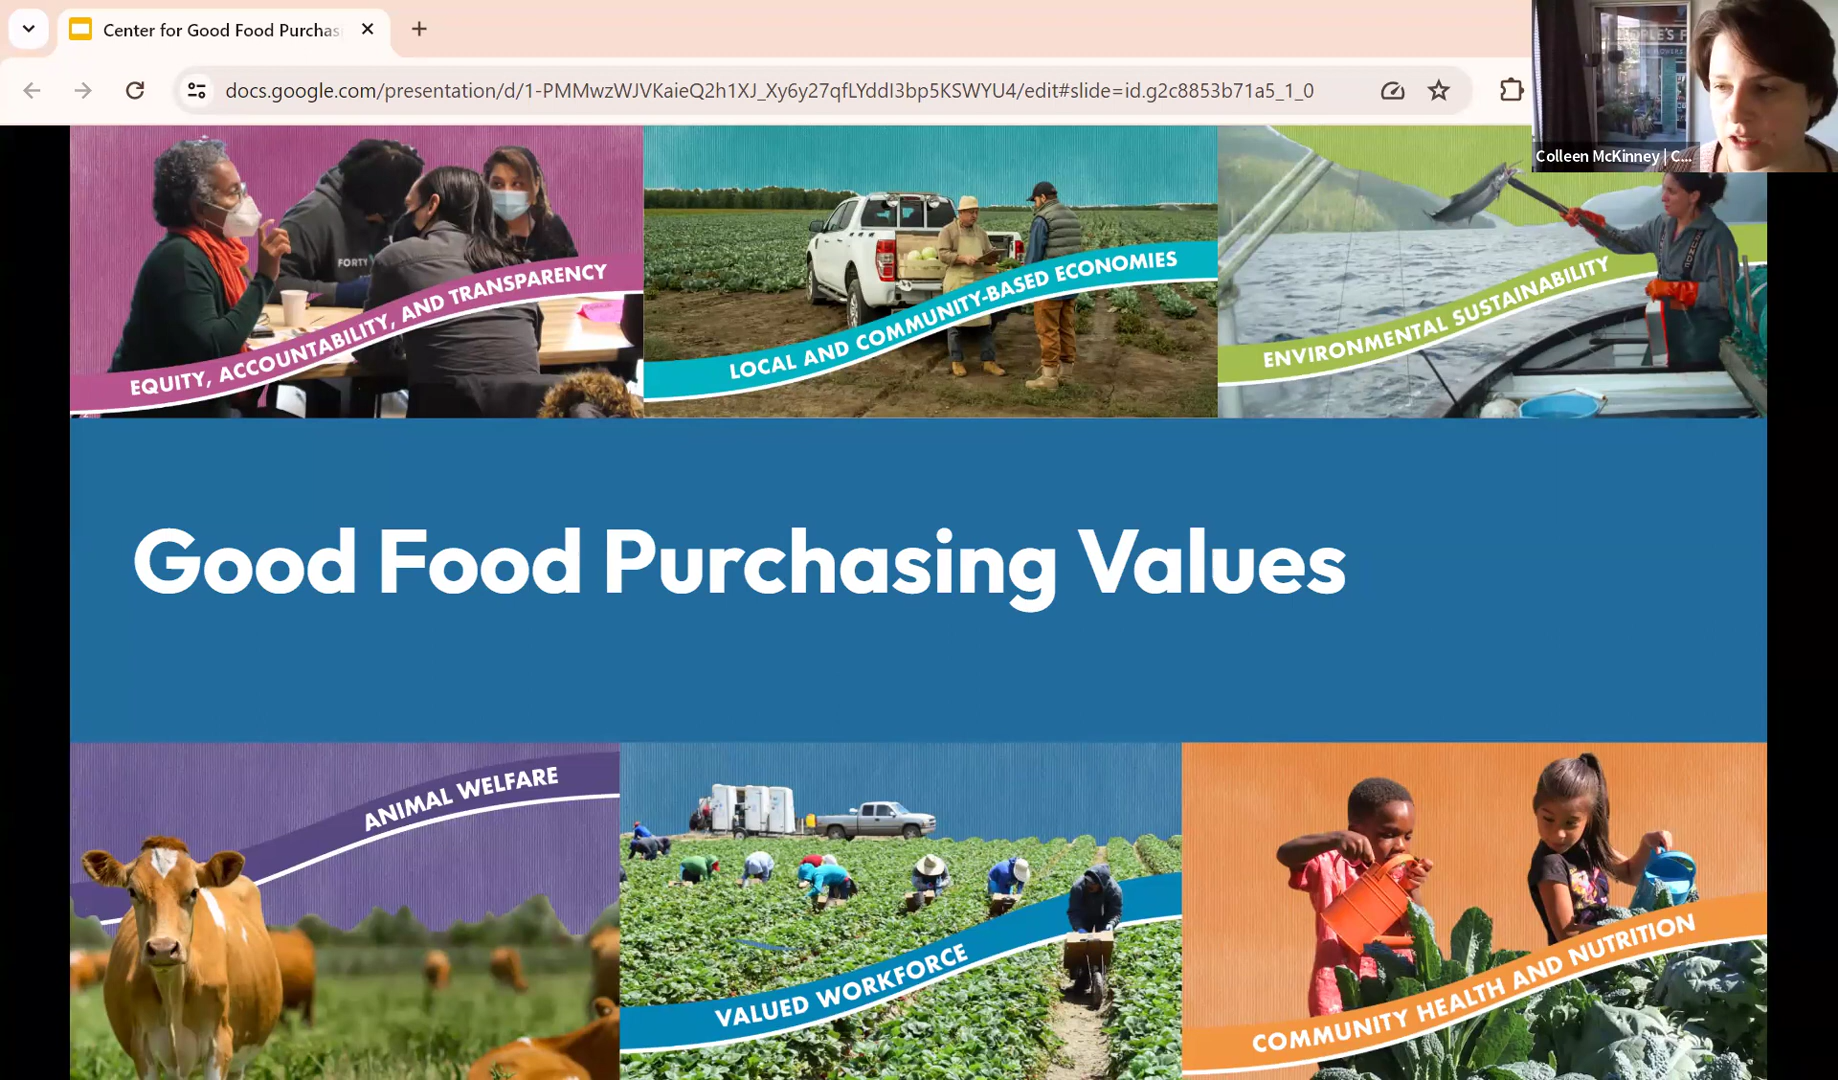 Center for Good Food Purchas
docs.google.com/presentation/d/1-PMMwzWJVKaieQ2h1XJ_Xy6y27qfLYddI3bp5KSWYU4/edit#slide=id.g2c8853b71a5_1_0
Colleen McKinney | C...
FORTY
EQUITY, ACCOUNTABILITY, AND TRANSPARENCY
LOCAL AND COMMUNITY-BASED ECONOMIES
ENVIRONMENTAL SUSTAINABILITY
Good Food Purchasing Values
ANIMAL WELFARE
VALUED WORKFORCE
COMMUNITY HEALTH AND NUTRITION